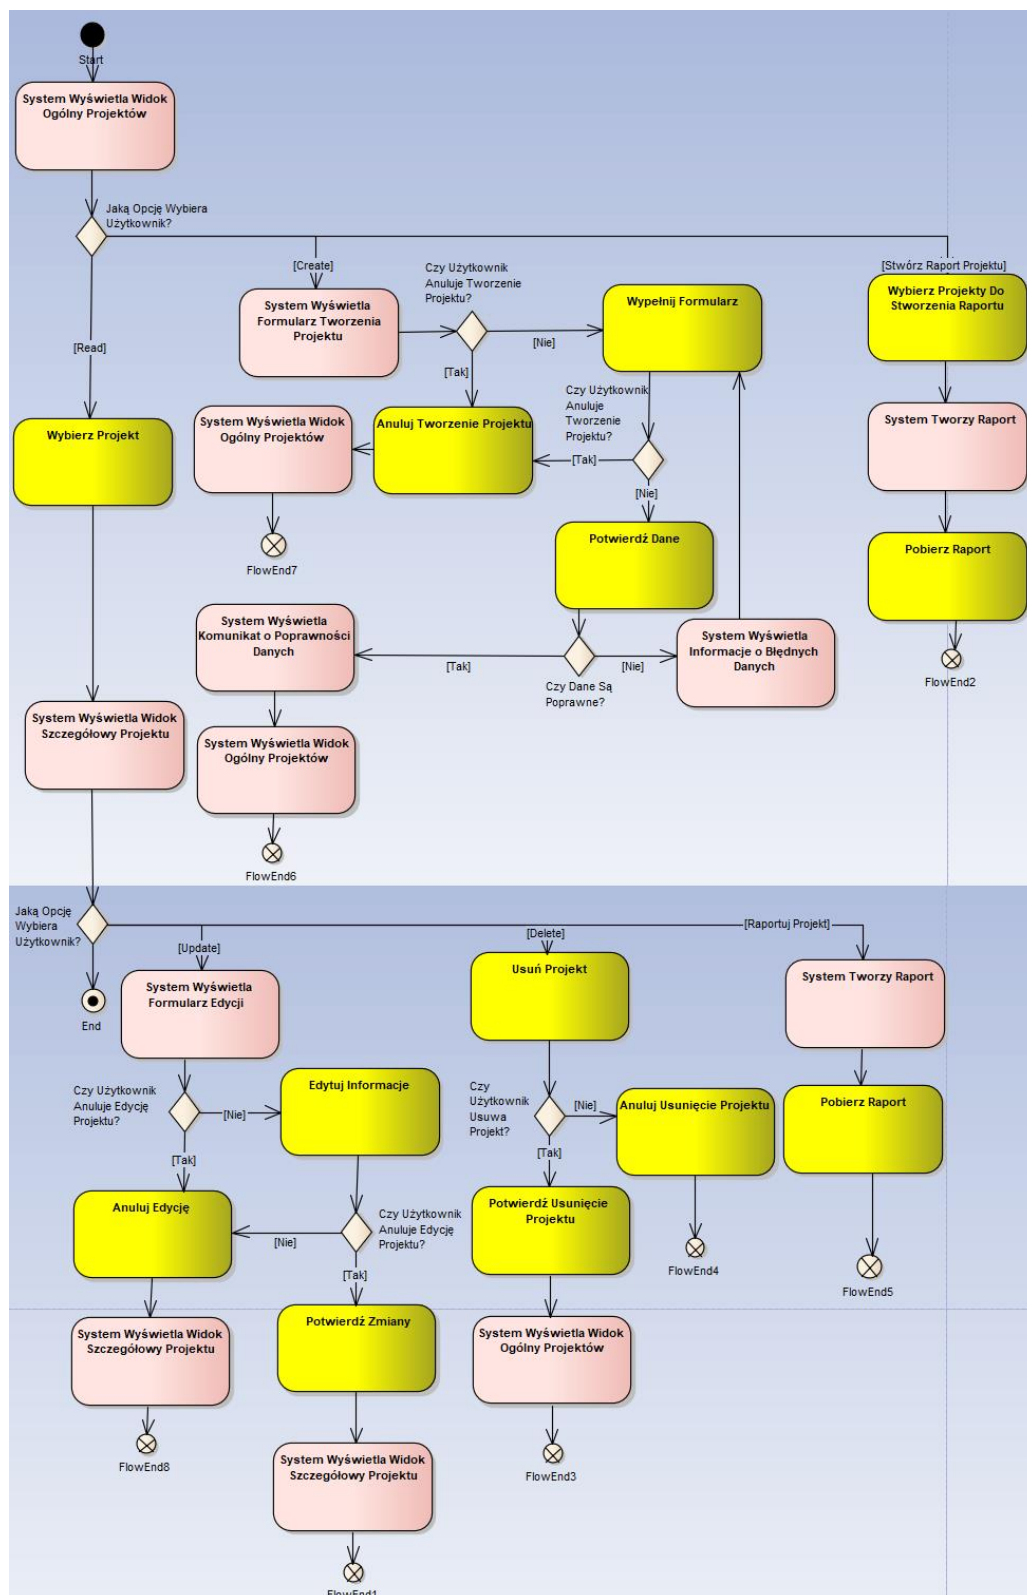 Start
System Wyświetla Widok
Ogólny Projektów
Jaką Opcję Wybiera
Użytkownik?
[Create]
[Stwórz Raport Projektu]
[Read]
System Wyświetla
Formularz Tworzenia
Projektu
Czy Użytkownik
Anuluje Tworzenie
Projektu?
[Nie]
[Tak]
Wypełnij Formularz
Wybierz Projekty Do
Stworzenia Raportu
Wybierz Projekt
System Wyświetla Widok
Ogólny Projektów
Anuluj Tworzenie Projektu
Czy Użytkownik
Anuluje
Tworzenie
Projektu?
[Tak]
[Nie]
System Tworzy Raport
FlowEnd7
Potwierdź Dane
Pobierz Raport
System Wyświetla
Komunikat o Poprawności
Danych
[Tak]
[Nie]
Czy Dane Są
Poprawne?
System Wyświetla
Informacje o Błędnych
Danych
FlowEnd2
System Wyświetla Widok
Szczegółowy Projektu
System Wyświetla Widok
Ogólny Projektów
FlowEnd6
Jaką Opcję
Wybiera
Użytkownik?
[Update]
[Delete]
[Raportuj Projekt]
End
System Wyświetla
Formularz Edycji
Usuń Projekt
System Tworzy Raport
Czy Użytkownik
Anuluje Edycję
Projektu?
[Nie]
[Tak]
Edytuj Informacje
Czy
Użytkownik
Usuwa
Projekt?
[Nie]
[Tak]
Anuluj Usunięcie Projektu
Pobierz Raport
Anuluj Edycję
[Nie]
Czy Użytkownik
Anuluje Edycję
Projektu?
[Tak]
Potwierdź Usunięcie
Projektu
FlowEnd4
FlowEnd5
System Wyświetla Widok
Szczegółowy Projektu
Potwierdź Zmiany
System Wyświetla Widok
Ogólny Projektów
FlowEnd8
System Wyświetla Widok
Szczegółowy Projektu
FlowEnd3
FlowEnd1